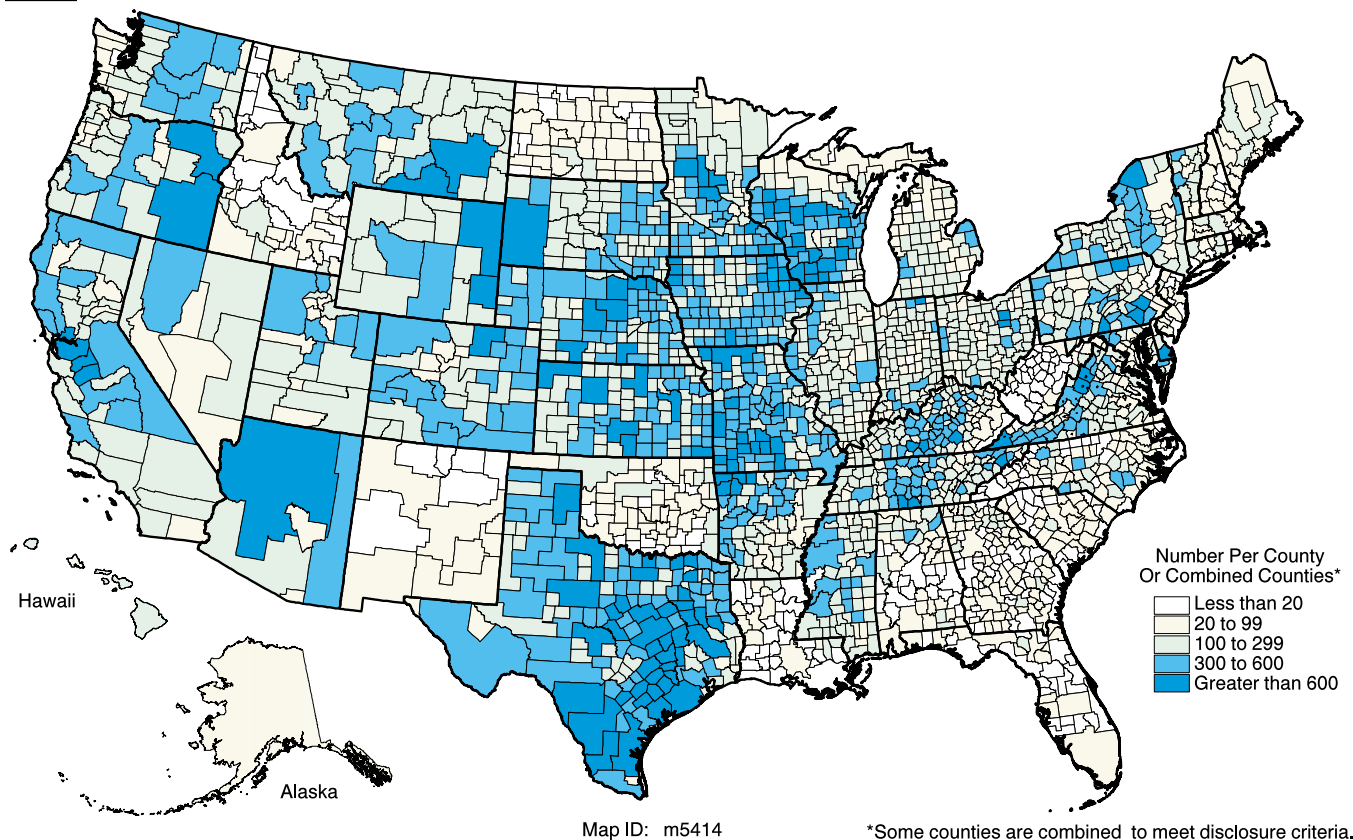 Hawaii
Alaska
Number Per County
Or Combined Counties*
Less than 20
20 to 99
100 to 299
300 to 600
Greater than 600
Map ID: m5414
*Some counties are combined to meet disclosure criteria.